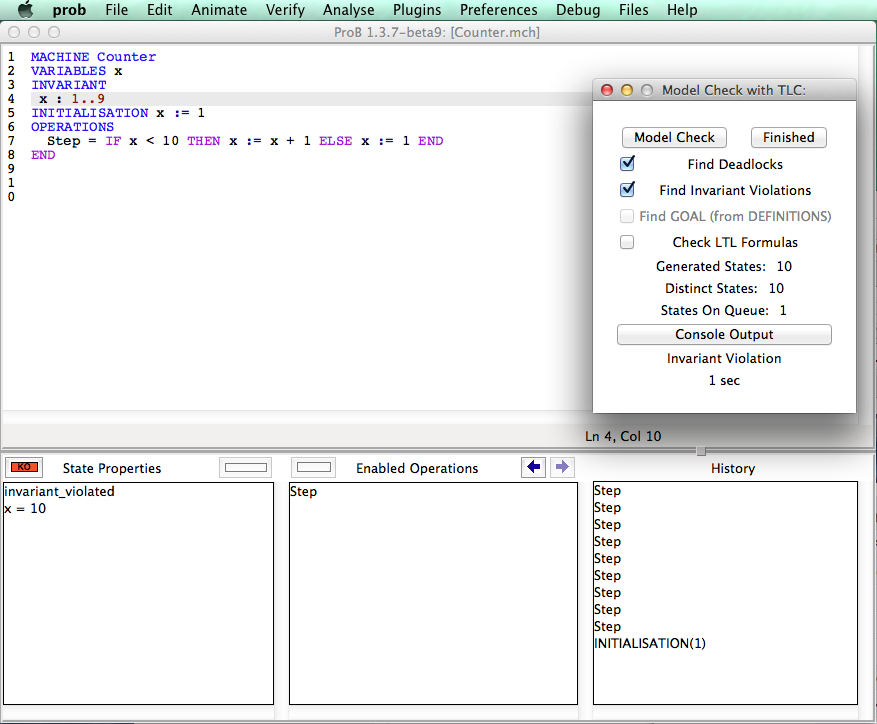 prob File Edit Animate Verify Analyse Plugins Preferences Debug Files Help
ProB 1.3.7-beta9: [Counter.mch]
1 MACHINE Counter
2 VARIABLES x
3 INVARIANT
4 x : 1..9
5 INITIALISATION x := 1
6 OPERATIONS
7 Step = IF x < 10 THEN x := x + 1 ELSE x := 1 END
8 END
9
1
0
Ln 4, Col 10
Model Check with TLC:
Model Check Finished
Find Deadlocks
Find Invariant Violations
Find GOAL (from DEFINITIONS)
Check LTL Formulas
Generated States: 10
Distinct States: 10
States On Queue: 1
Console Output
Invariant Violation
1 sec
KO State Properties
invariant_violated
x = 10
Enabled Operations
Step
History
Step
Step
Step
Step
Step
Step
Step
Step
Step
INITIALISATION(1)